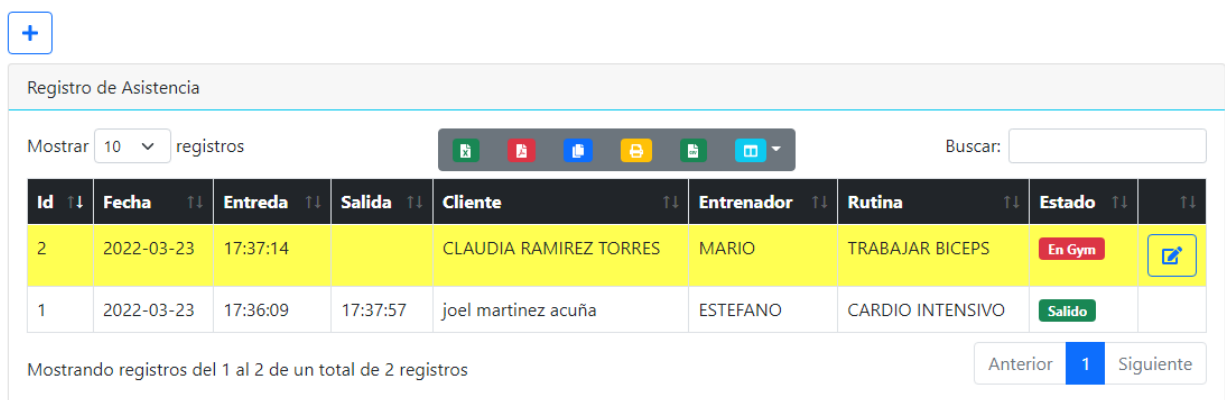 +
Registro de Asistencia
Mostrar 10 registros Buscar:
Id Fecha Entreda Salida Cliente Entrenador Rutina Estado
2 2022-03-23 17:37:14 CLAUDIA RAMIREZ TORRES MARIO TRABAJAR BICEPS En Gym
1 2022-03-23 17:36:09 17:37:57 joel martinez acuña ESTEFANO CARDIO INTENSIVO Salido
Mostrando registros del 1 al 2 de un total de 2 registros Anterior 1 Siguiente